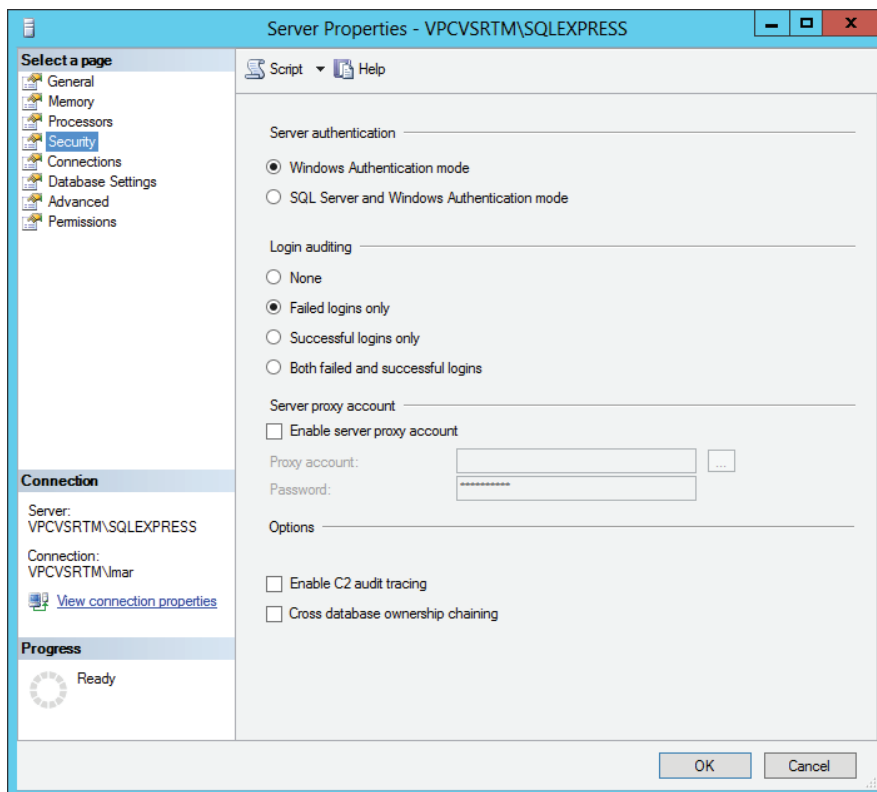 Server Properties - VPCVSRTM\SQLEXPRESS
x
Select a page
General
Memory
Processors
Security
Connections
Database Settings
Advanced
Permissions
Script
Help
Server authentication
Windows Authentication mode
SQL Server and Windows Authentication mode
Login auditing
None
Failed logins only
Successful logins only
Both failed and successful logins
Server proxy account
Enable server proxy account
Proxy account:
...
Password:
**********
Options
Enable C2 audit tracing
Cross database ownership chaining
Connection
Server:
VPCVSRTM\SQLEXPRESS
Connection:
VPCVSRTM\Imar
View connection properties
Progress
Ready
OK
Cancel